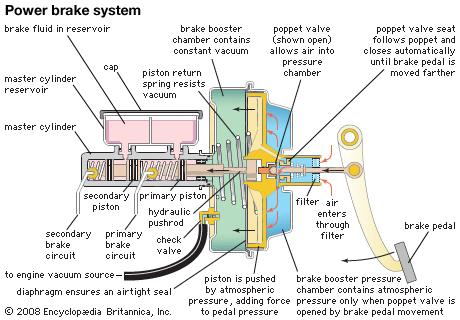 Power brake system
brake fluid in reservoir
brake booster
chamber contains
constant vacuum
poppet valve
(shown open)
allows air into
pressure
chamber
poppet valve seat
follows poppet and
closes automatically
until brake pedal is
moved farther
cap
piston return
spring resists
vacuum
master cylinder
reservoir
master cylinder
secondary
piston
primary piston
hydraulic
pushrod
filter
air
enters
through
filter
secondary
brake
circuit
primary
brake
circuit
check
valve
brake pedal
to engine vacuum source
diaphragm ensures an airtight seal
piston is pushed
by atmospheric
pressure, adding force
to pedal pressure
brake booster pressure
chamber contains atmospheric
pressure only when poppet valve is
opened by brake pedal movement
© 2008 Encyclopædia Britannica, Inc.